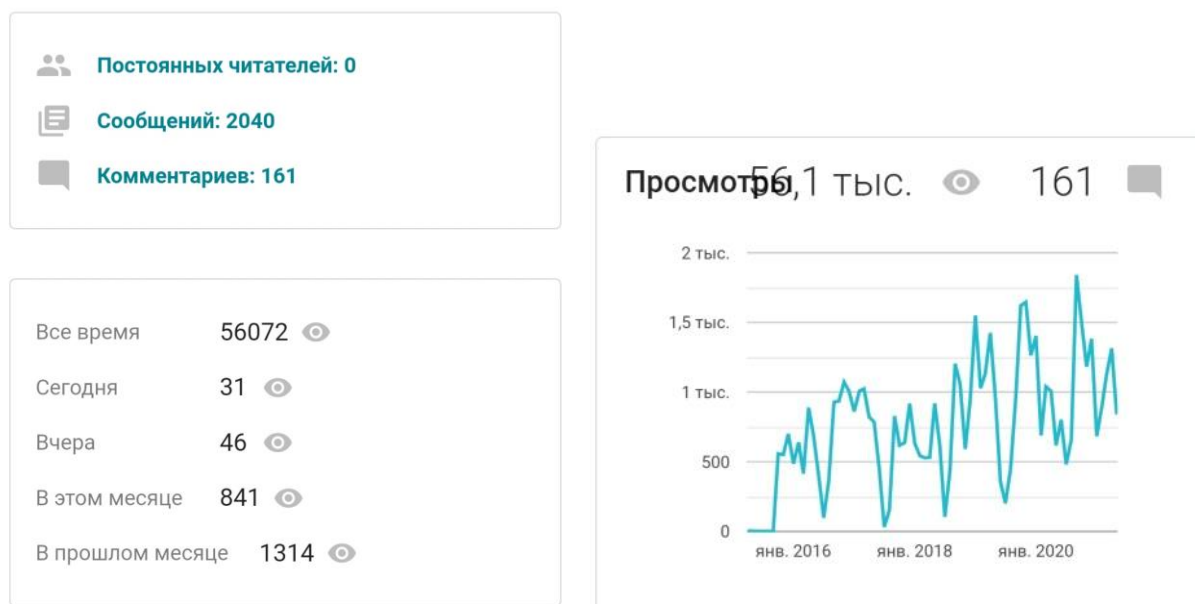 Постоянных читателей: 0
Сообщений: 2040
Комментариев: 161
Все время 56072
Сегодня 31
Вчера 46
В этом месяце 841
В прошлом месяце 1314
Просмотры 56,1 тыс. 161
2 тыс.
1,5 тыс.
1 тыс.
500
0
янв. 2016 янв. 2018 янв. 2020